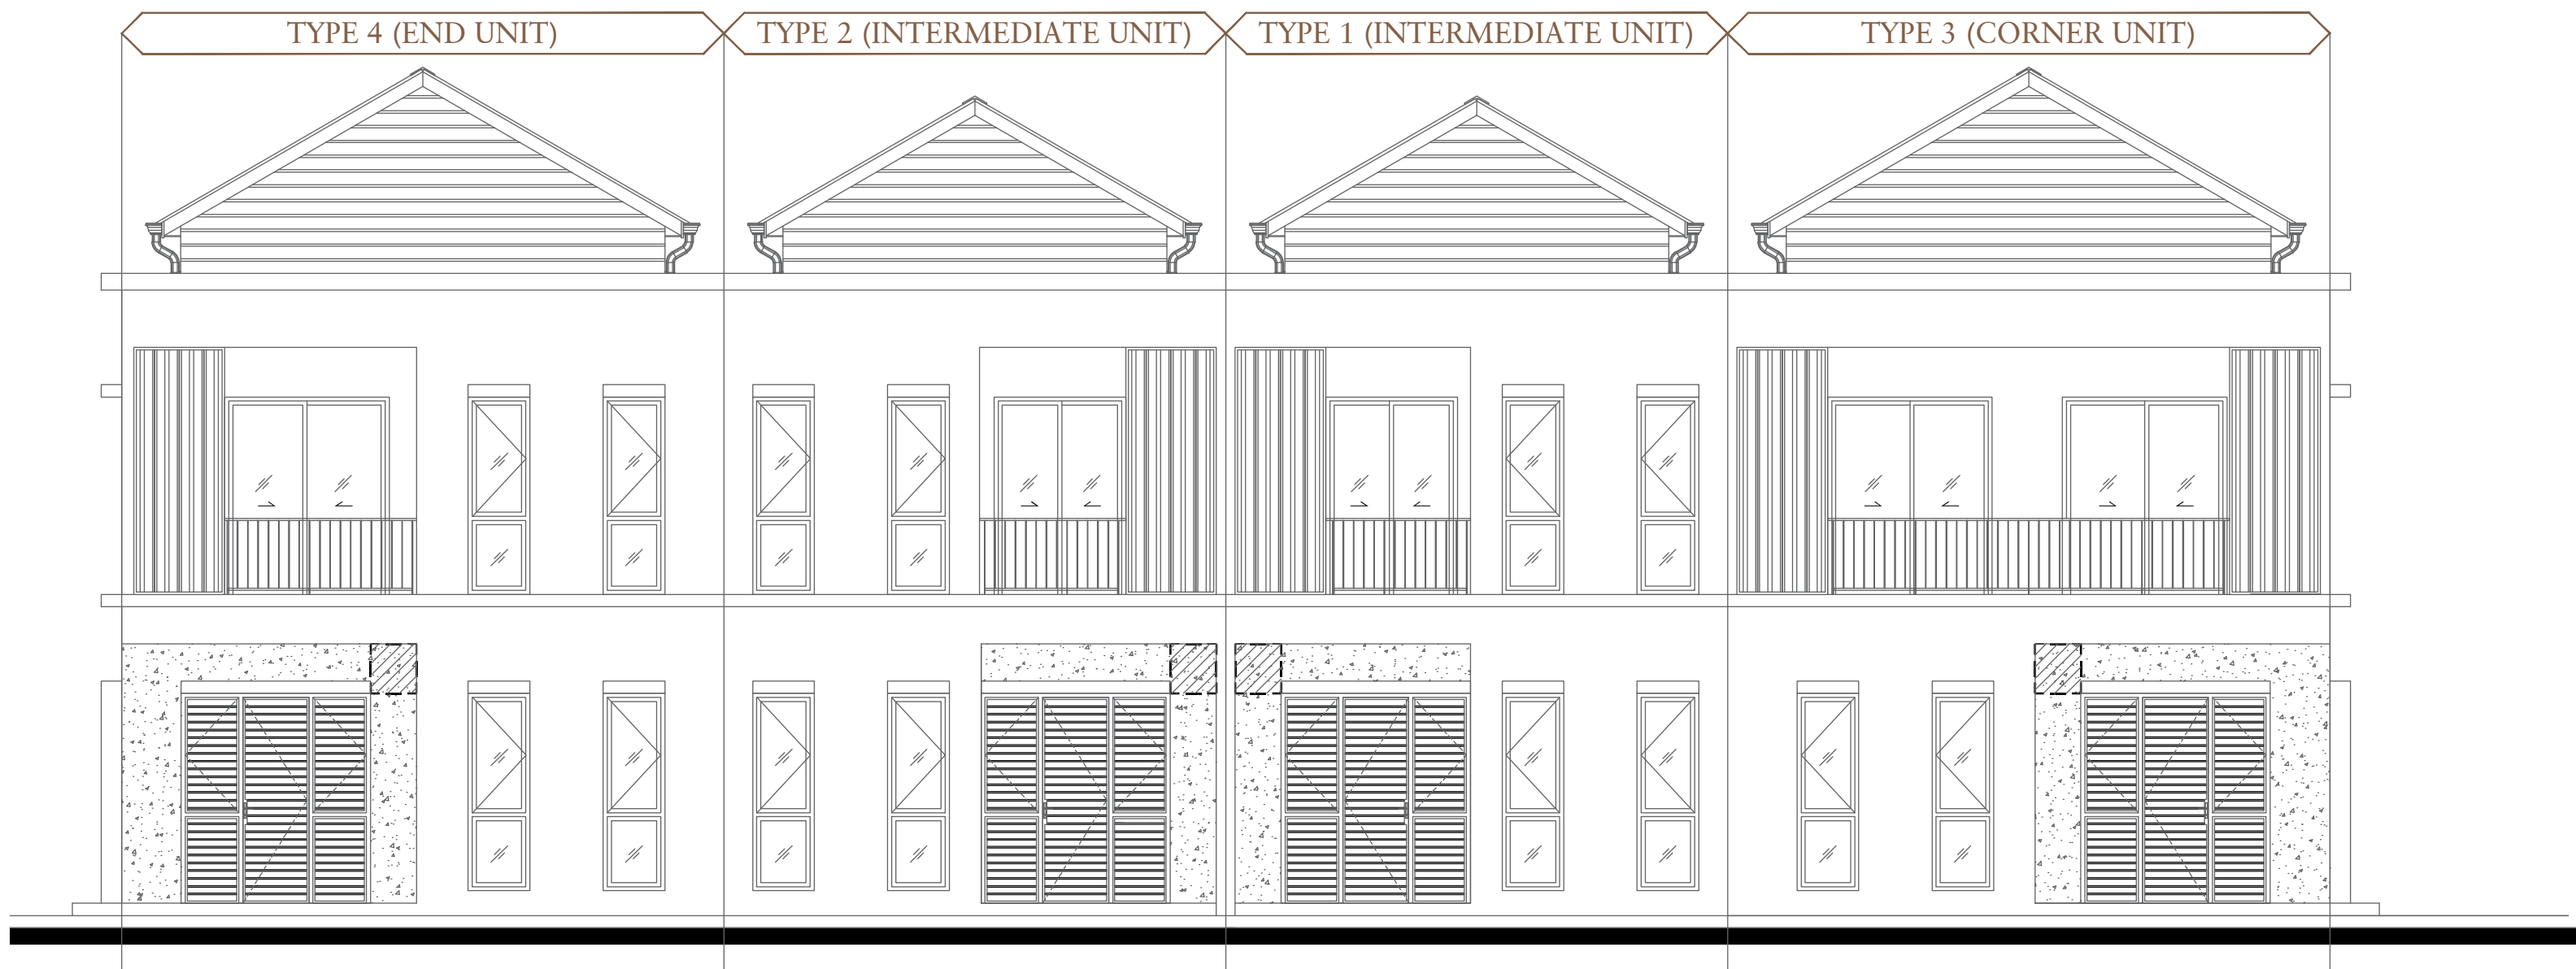 TYPE 4 (END UNIT)
TYPE 2 (INTERMEDIATE UNIT)
TYPE 1 (INTERMEDIATE UNIT)
TYPE 3 (CORNER UNIT)